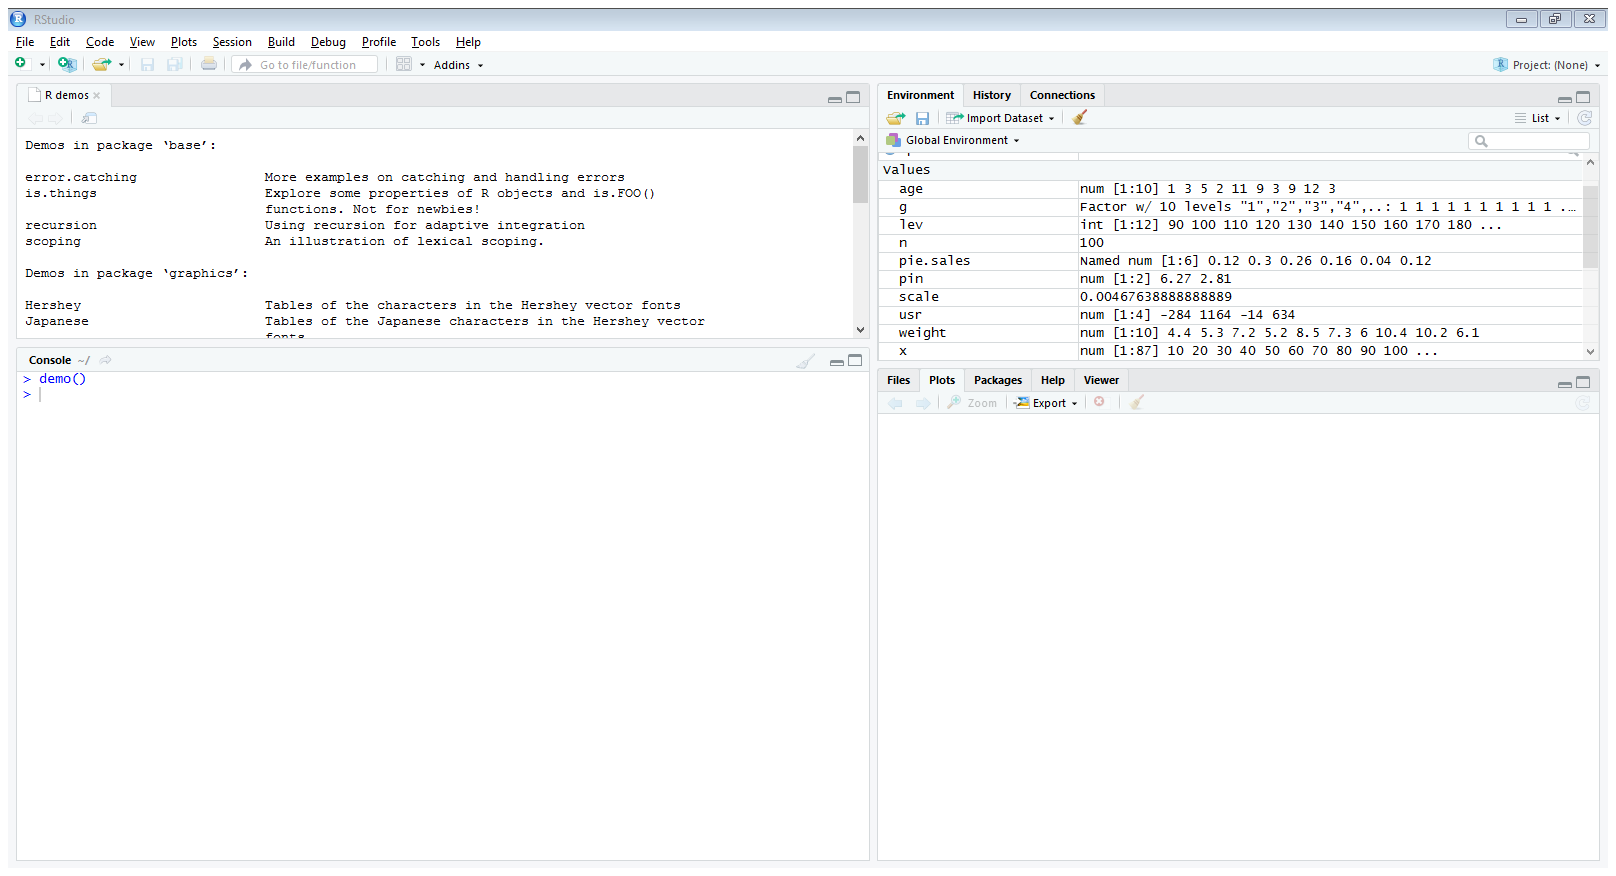 RStudio
File Edit Code View Plots Session Build Debug Profile Tools Help
Go to file/function Addins Project: (None)
R demos
Demos in package ‘base’:
error.catching More examples on catching and handling errors
is.things Explore some properties of R objects and is.FOO()
functions. Not for newbies!
recursion Using recursion for adaptive integration
scoping An illustration of lexical scoping.
Demos in package ‘graphics’:
Hershey Tables of the characters in the Hershey vector fonts
Japanese Tables of the Japanese characters in the Hershey vector
fonts
Console ~/
> demo()
>
Environment History Connections
Import Dataset List
Global Environment
Values
age num [1:10] 1 3 5 2 11 9 3 9 12 3
g Factor w/ 10 levels "1","2","3","4",..: 1 1 1 1 1 1 1 1 1 1 ...
lev int [1:12] 90 100 110 120 130 140 150 160 170 180 ...
n 100
pie.sales Named num [1:6] 0.12 0.3 0.26 0.16 0.04 0.12
pin num [1:2] 6.27 2.81
scale 0.00467638888888889
usr num [1:4] -284 1164 -14 634
weight num [1:10] 4.4 5.3 7.2 5.2 8.5 7.3 6 10.4 10.2 6.1
x num [1:87] 10 20 30 40 50 60 70 80 90 100 ...
Files Plots Packages Help Viewer
Zoom Export